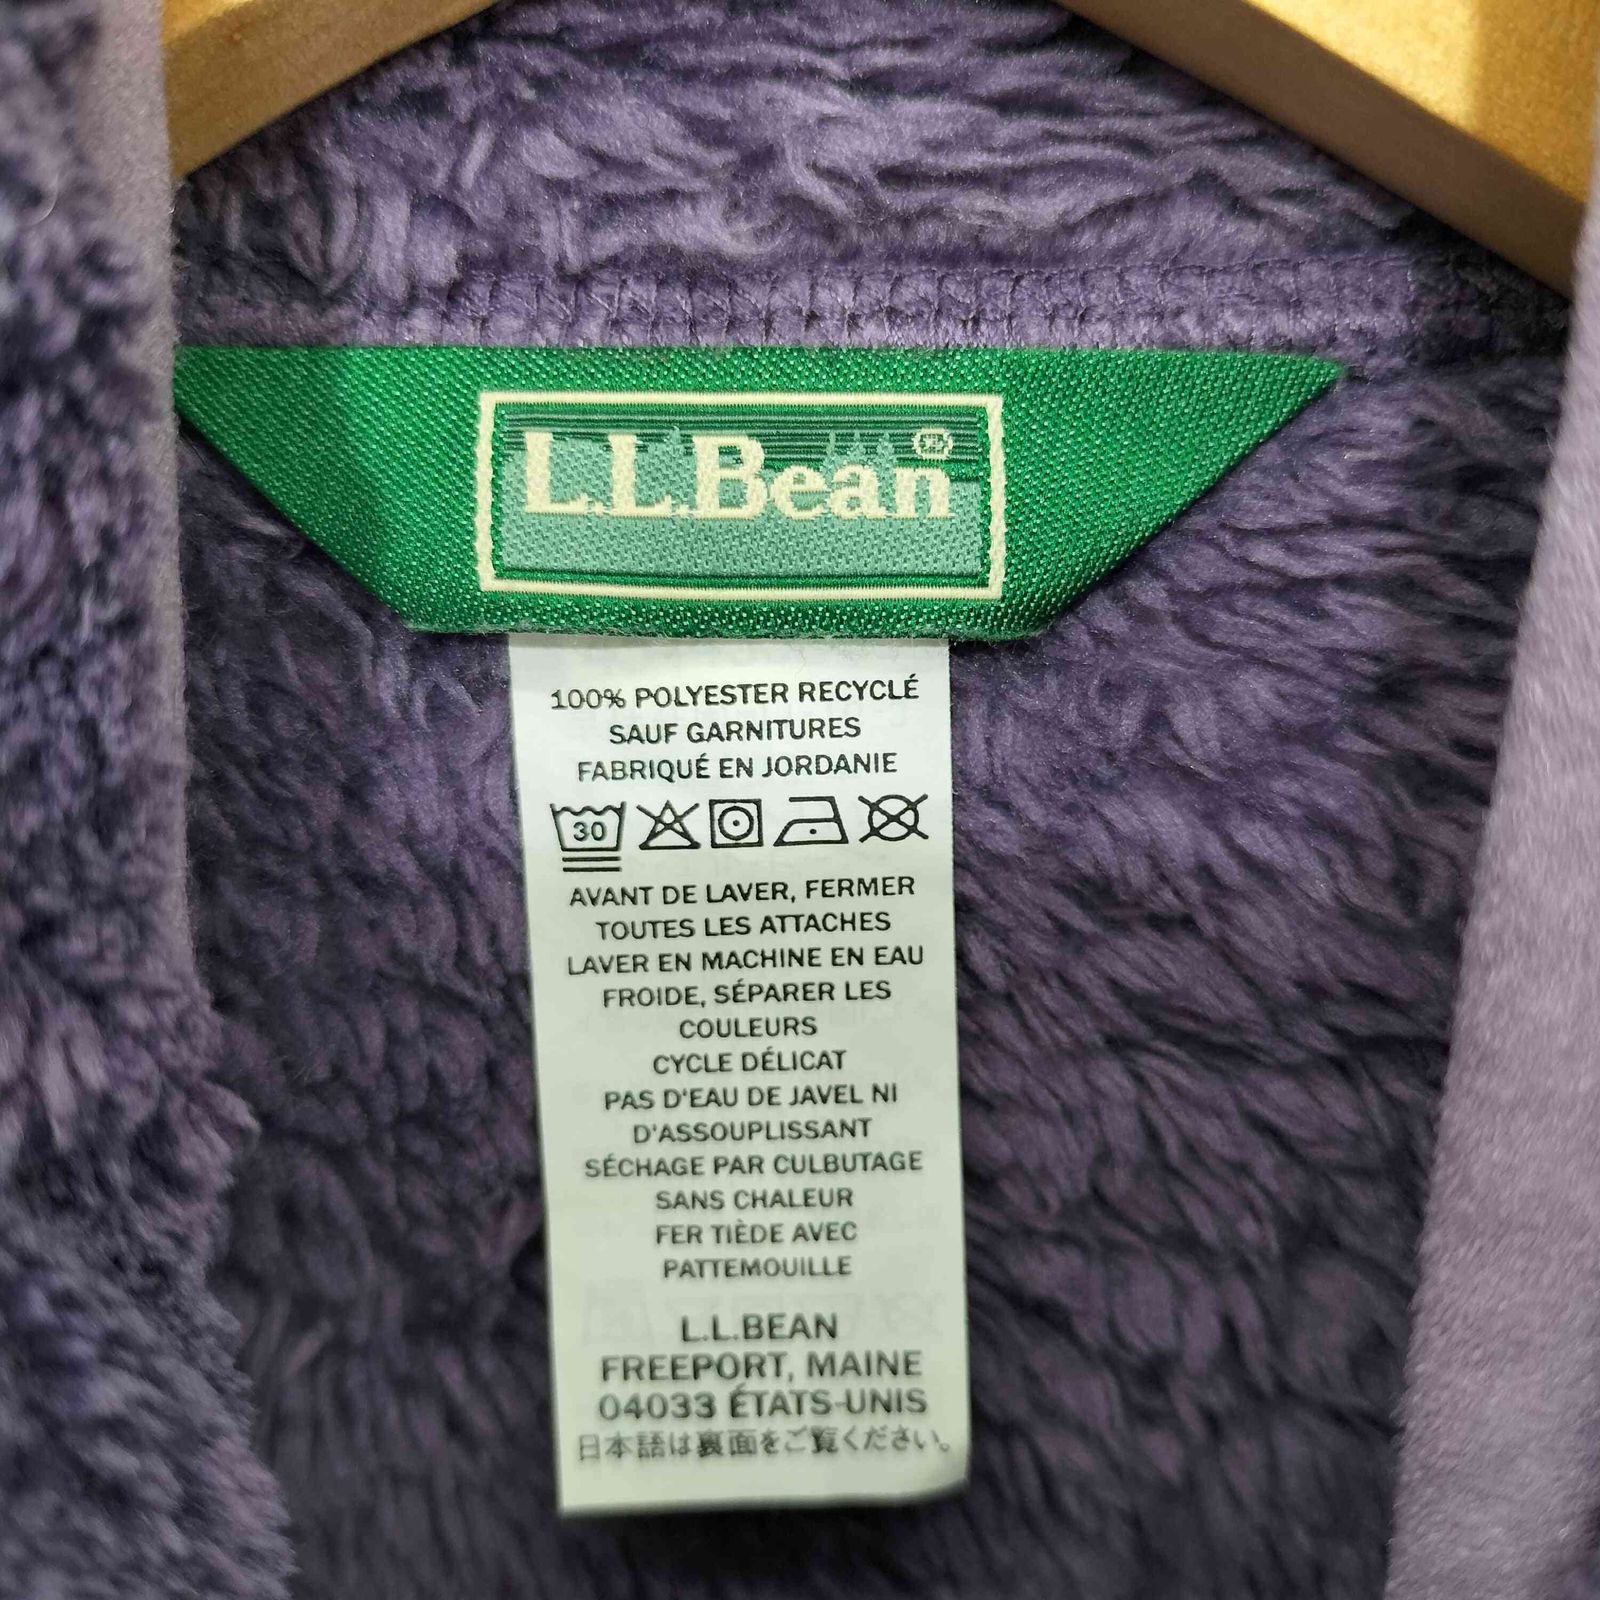 L.L.Bean®
100% POLYESTER RECYCLÉ
SAUF GARNITURES
FABRIQUÉ EN JORDANIE
30
AVANT DE LAVER, FERMER
TOUTES LES ATTACHES
LAVER EN MACHINE EN EAU
FROIDE, SÉPARER LES
COULEURS
CYCLE DÉLICAT
PAS D'EAU DE JAVEL NI
D'ASSOUPLISSANT
SÉCHAGE PAR CULBUTAGE
SANS CHALEUR
FER TIÈDE AVEC
PATTEMOUILLE
L.L.BEAN
FREEPORT, MAINE
04033 ÉTATS-UNIS
日本語は裏面をご覧ください。